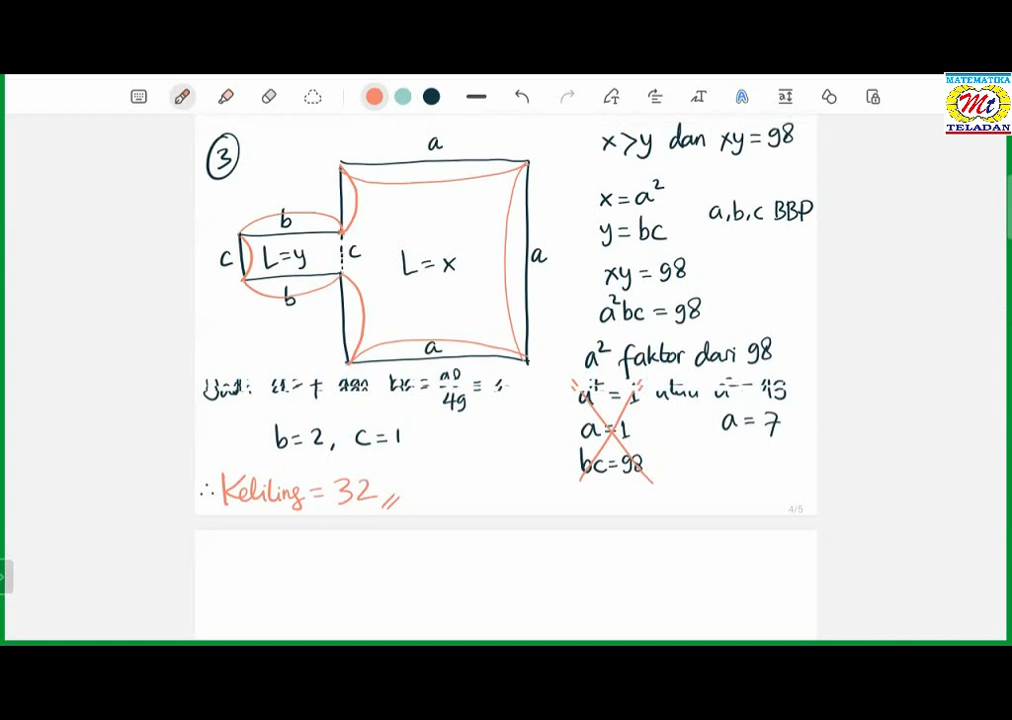 MATEMATIKA
Mt
TELADAN
3
a
x>y dan xy=98
x=a²
a,b,c BBP
b
y=bc
c L=y c L=x a
xy=98
b
a²bc=98
a
a² faktor dari 98
49
a=1
a=7
b=2, c=1
bc=98
∴ Keliling = 32 //
4/5